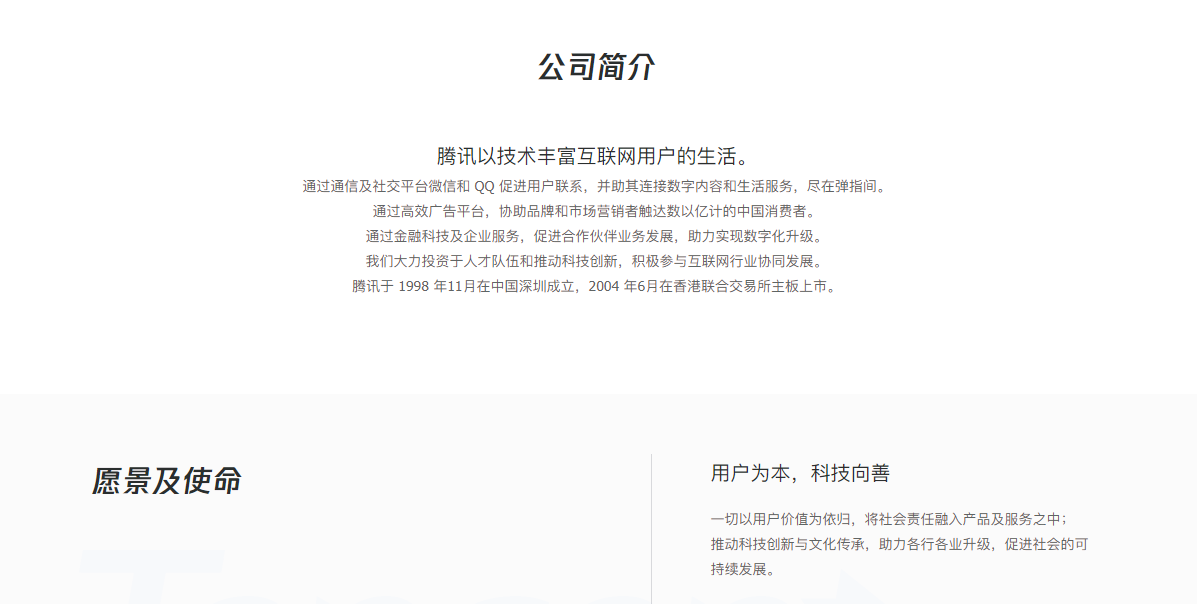 公司简介
腾讯以技术丰富互联网用户的生活。
通过通信及社交平台微信和 QQ 促进用户联系，并助其连接数字内容和生活服务，尽在弹指间。
通过高效广告平台，协助品牌和市场营销者触达数以亿计的中国消费者。
通过金融科技及企业服务，促进合作伙伴业务发展，助力实现数字化升级。
我们大力投资于人才队伍和推动科技创新，积极参与互联网行业协同发展。
腾讯于 1998 年11月在中国深圳成立，2004 年6月在香港联合交易所主板上市。
愿景及使命
用户为本，科技向善
一切以用户价值为依归，将社会责任融入产品及服务之中；
推动科技创新与文化传承，助力各行各业升级，促进社会的可
持续发展。